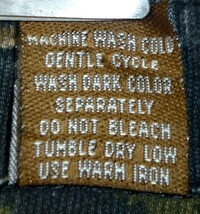 MACHINE WASH COLD
GENTLE CYCLE
WASH DARK COLOR
SEPARATELY
DO NOT BLEACH
TUMBLE DRY LOW
USE WARM IRON